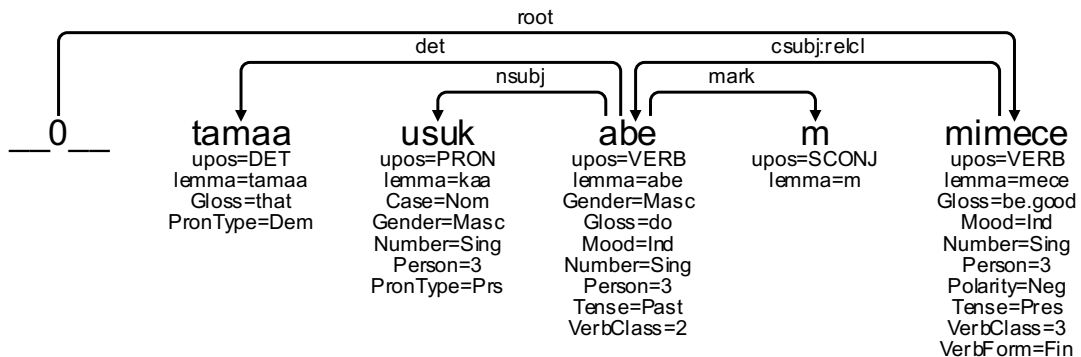 root
det csubj:relcl
nsubj mark
__0__ tamaa usuk abe m mimece
upos=DET upos=PRON upos=VERB upos=SCONJ upos=VERB
lemma=tamaa lemma=kaa lemma=abe lemma=m lemma=mece
Gloss=that Case=Nom Gender=Masc Gloss=be.good
PronType=Dem Gender=Masc Gloss=do Mood=Ind
Number=Sing Mood=Ind Number=Sing
Person=3 Number=Sing Person=3
PronType=Prs Person=3 Polarity=Neg
Tense=Past Tense=Pres
VerbClass=2 VerbClass=3
VerbForm=Fin